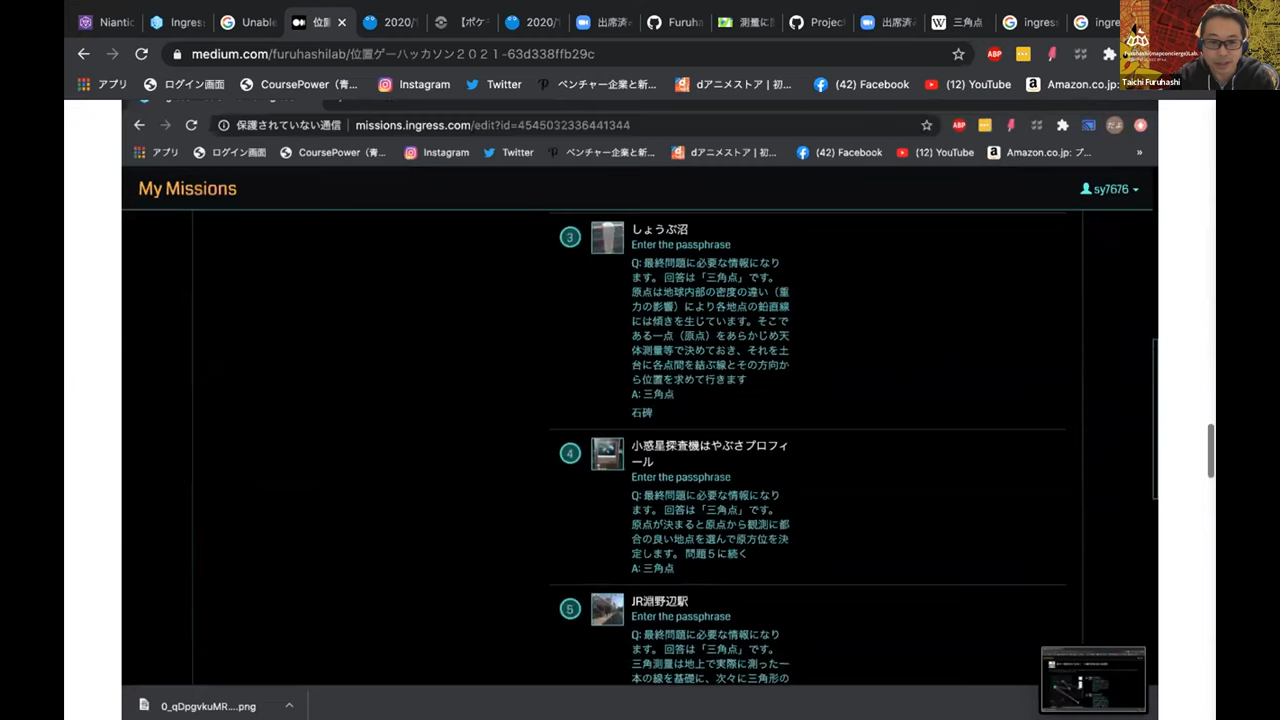 Niantic
Ingress
Unable
位置
2020/
【ポケ
2020/
出席済
Furuha
測量に
Project
出席済
三角点
ingress
ingre
Taichi Furuhashi
アプリ
ログイン画面
CoursePower（青...
Instagram
Twitter
ベンチャー企業と新...
dアニメストア | 初...
(42) Facebook
(12) YouTube
Amazon.co.jp: プ...
保護されていない通信
missions.ingress.com/edit?id=4545032336441344
アプリ
ログイン画面
CoursePower（青...
Instagram
Twitter
ベンチャー企業と新...
dアニメストア | 初...
(42) Facebook
(12) YouTube
Amazon.co.jp: プ...
»
My Missions
sy7676
3
しょうぶ沼
Enter the passphrase
Q: 最終問題に必要な情報になり
ます。 回答は「三角点」です。
原点は地球内部の密度の違い（重
力の影響）により各地点の鉛直線
には傾きを生じています。そこで
ある一点（原点）をあらかじめ天
体測量等で決めておき、それを土
台に各点間を結ぶ線とその方向か
ら位置を求めて行きます
A: 三角点
石碑
4
小惑星探査機はやぶさプロフィ
ール
Enter the passphrase
Q: 最終問題に必要な情報になり
ます。 回答は「三角点」です。
原点が決まると原点から観測に都
合の良い地点を選んで原方位を決
定します。 問題５に続く
A: 三角点
5
JR淵野辺駅
Enter the passphrase
Q: 最終問題に必要な情報になり
ます。 回答は「三角点」です。
三角測量は地上で実際に測った一
本の線を基礎に、次々に三角形の
0_qDpgvkuMR....png